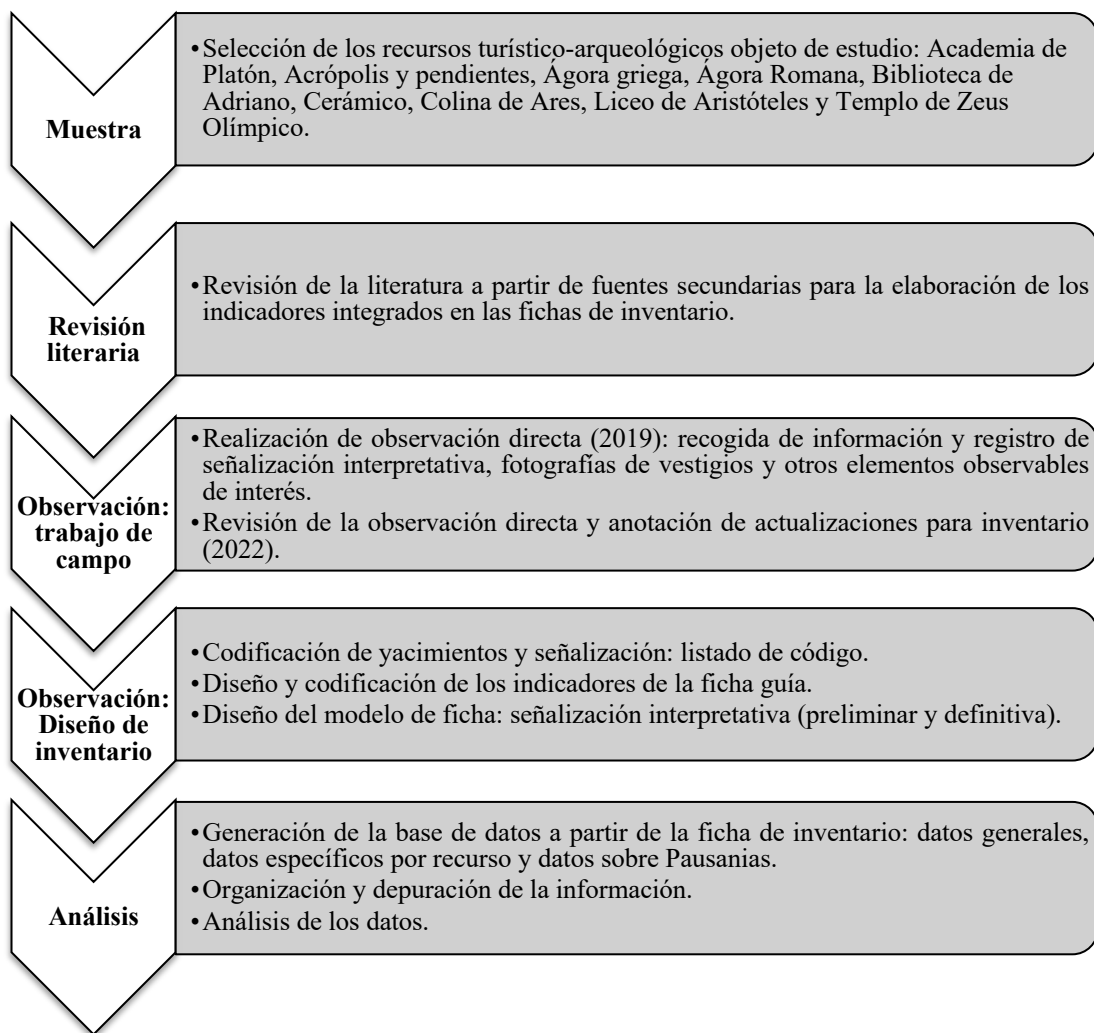 Muestra
•Selección de los recursos turístico-arqueológicos objeto de estudio: Academia de
Platón, Acrópolis y pendientes, Ágora griega, Ágora Romana, Biblioteca de
Adriano, Cerámico, Colina de Ares, Liceo de Aristóteles y Templo de Zeus
Olímpico.
Revisión
literaria
•Revisión de la literatura a partir de fuentes secundarias para la elaboración de los
indicadores integrados en las fichas de inventario.
Observación:
trabajo de
campo
•Realización de observación directa (2019): recogida de información y registro de
señalización interpretativa, fotografías de vestigios y otros elementos observables
de interés.
•Revisión de la observación directa y anotación de actualizaciones para inventario
(2022).
Observación:
Diseño de
inventario
•Codificación de yacimientos y señalización: listado de código.
•Diseño y codificación de los indicadores de la ficha guía.
•Diseño del modelo de ficha: señalización interpretativa (preliminar y definitiva).
Análisis
•Generación de la base de datos a partir de la ficha de inventario: datos generales,
datos específicos por recurso y datos sobre Pausanias.
•Organización y depuración de la información.
•Análisis de los datos.